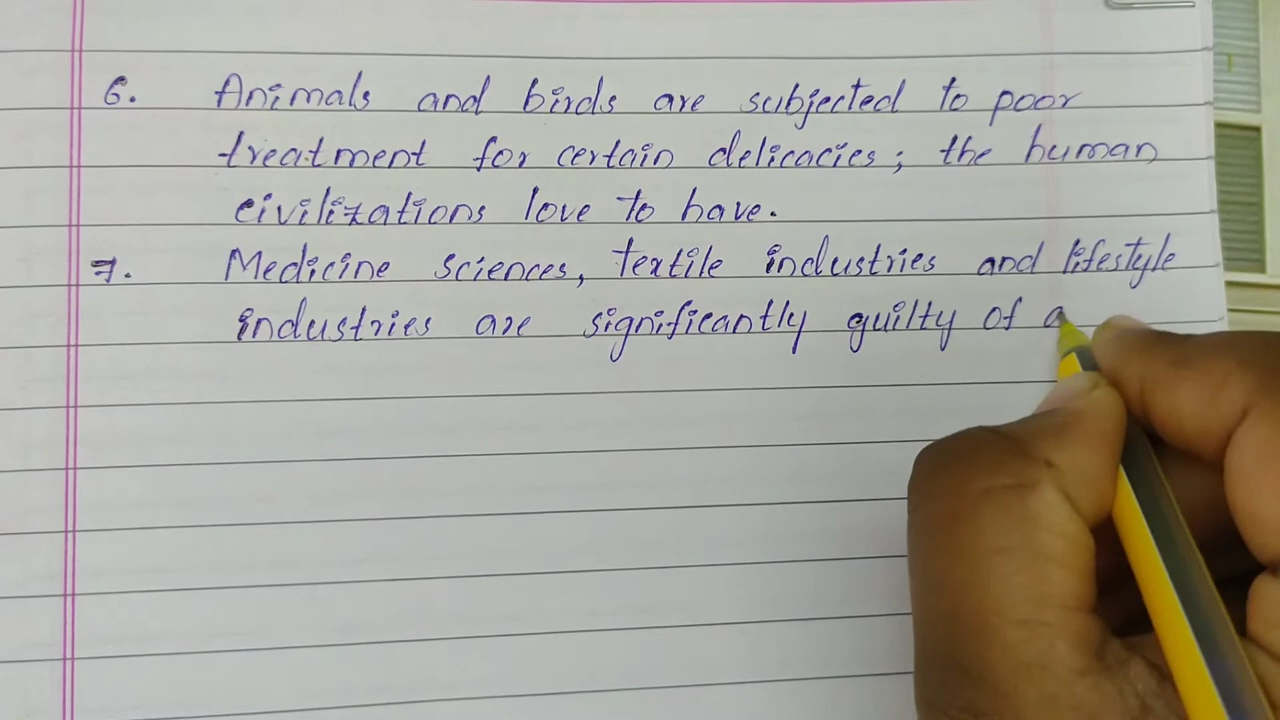 6. Animals and birds are subjected to poor
treatment for certain delicacies; the human
civilizations love to have.
7. Medicine sciences, textile industries and lifestyle
industries are significantly guilty of a